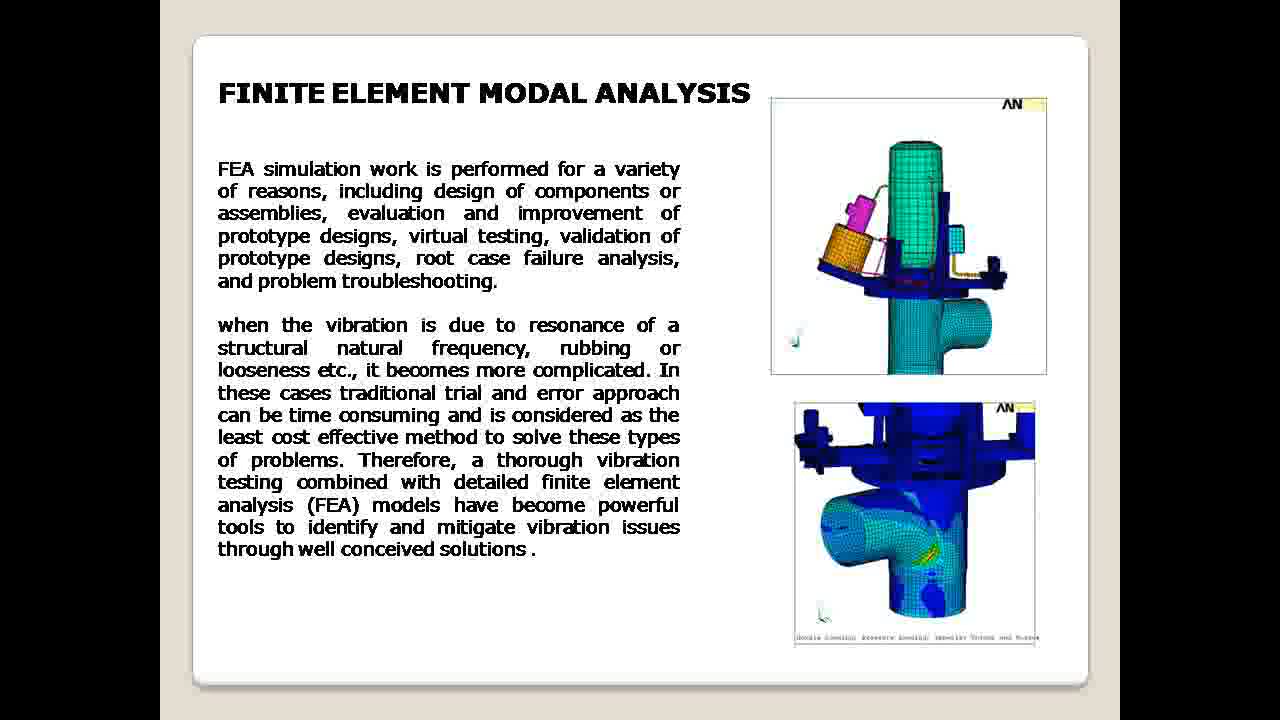 FINITE ELEMENT MODAL ANALYSIS
AN
FEA simulation work is performed for a variety
of reasons, including design of components or
assemblies, evaluation and improvement of
prototype designs, virtual testing, validation of
prototype designs, root case failure analysis,
and problem troubleshooting.
when the vibration is due to resonance of a
structural natural frequency, rubbing or
looseness etc., it becomes more complicated. In
these cases traditional trial and error approach
can be time consuming and is considered as the
least cost effective method to solve these types
of problems. Therefore, a thorough vibration
testing combined with detailed finite element
analysis (FEA) models have become powerful
tools to identify and mitigate vibration issues
through well conceived solutions .
AN